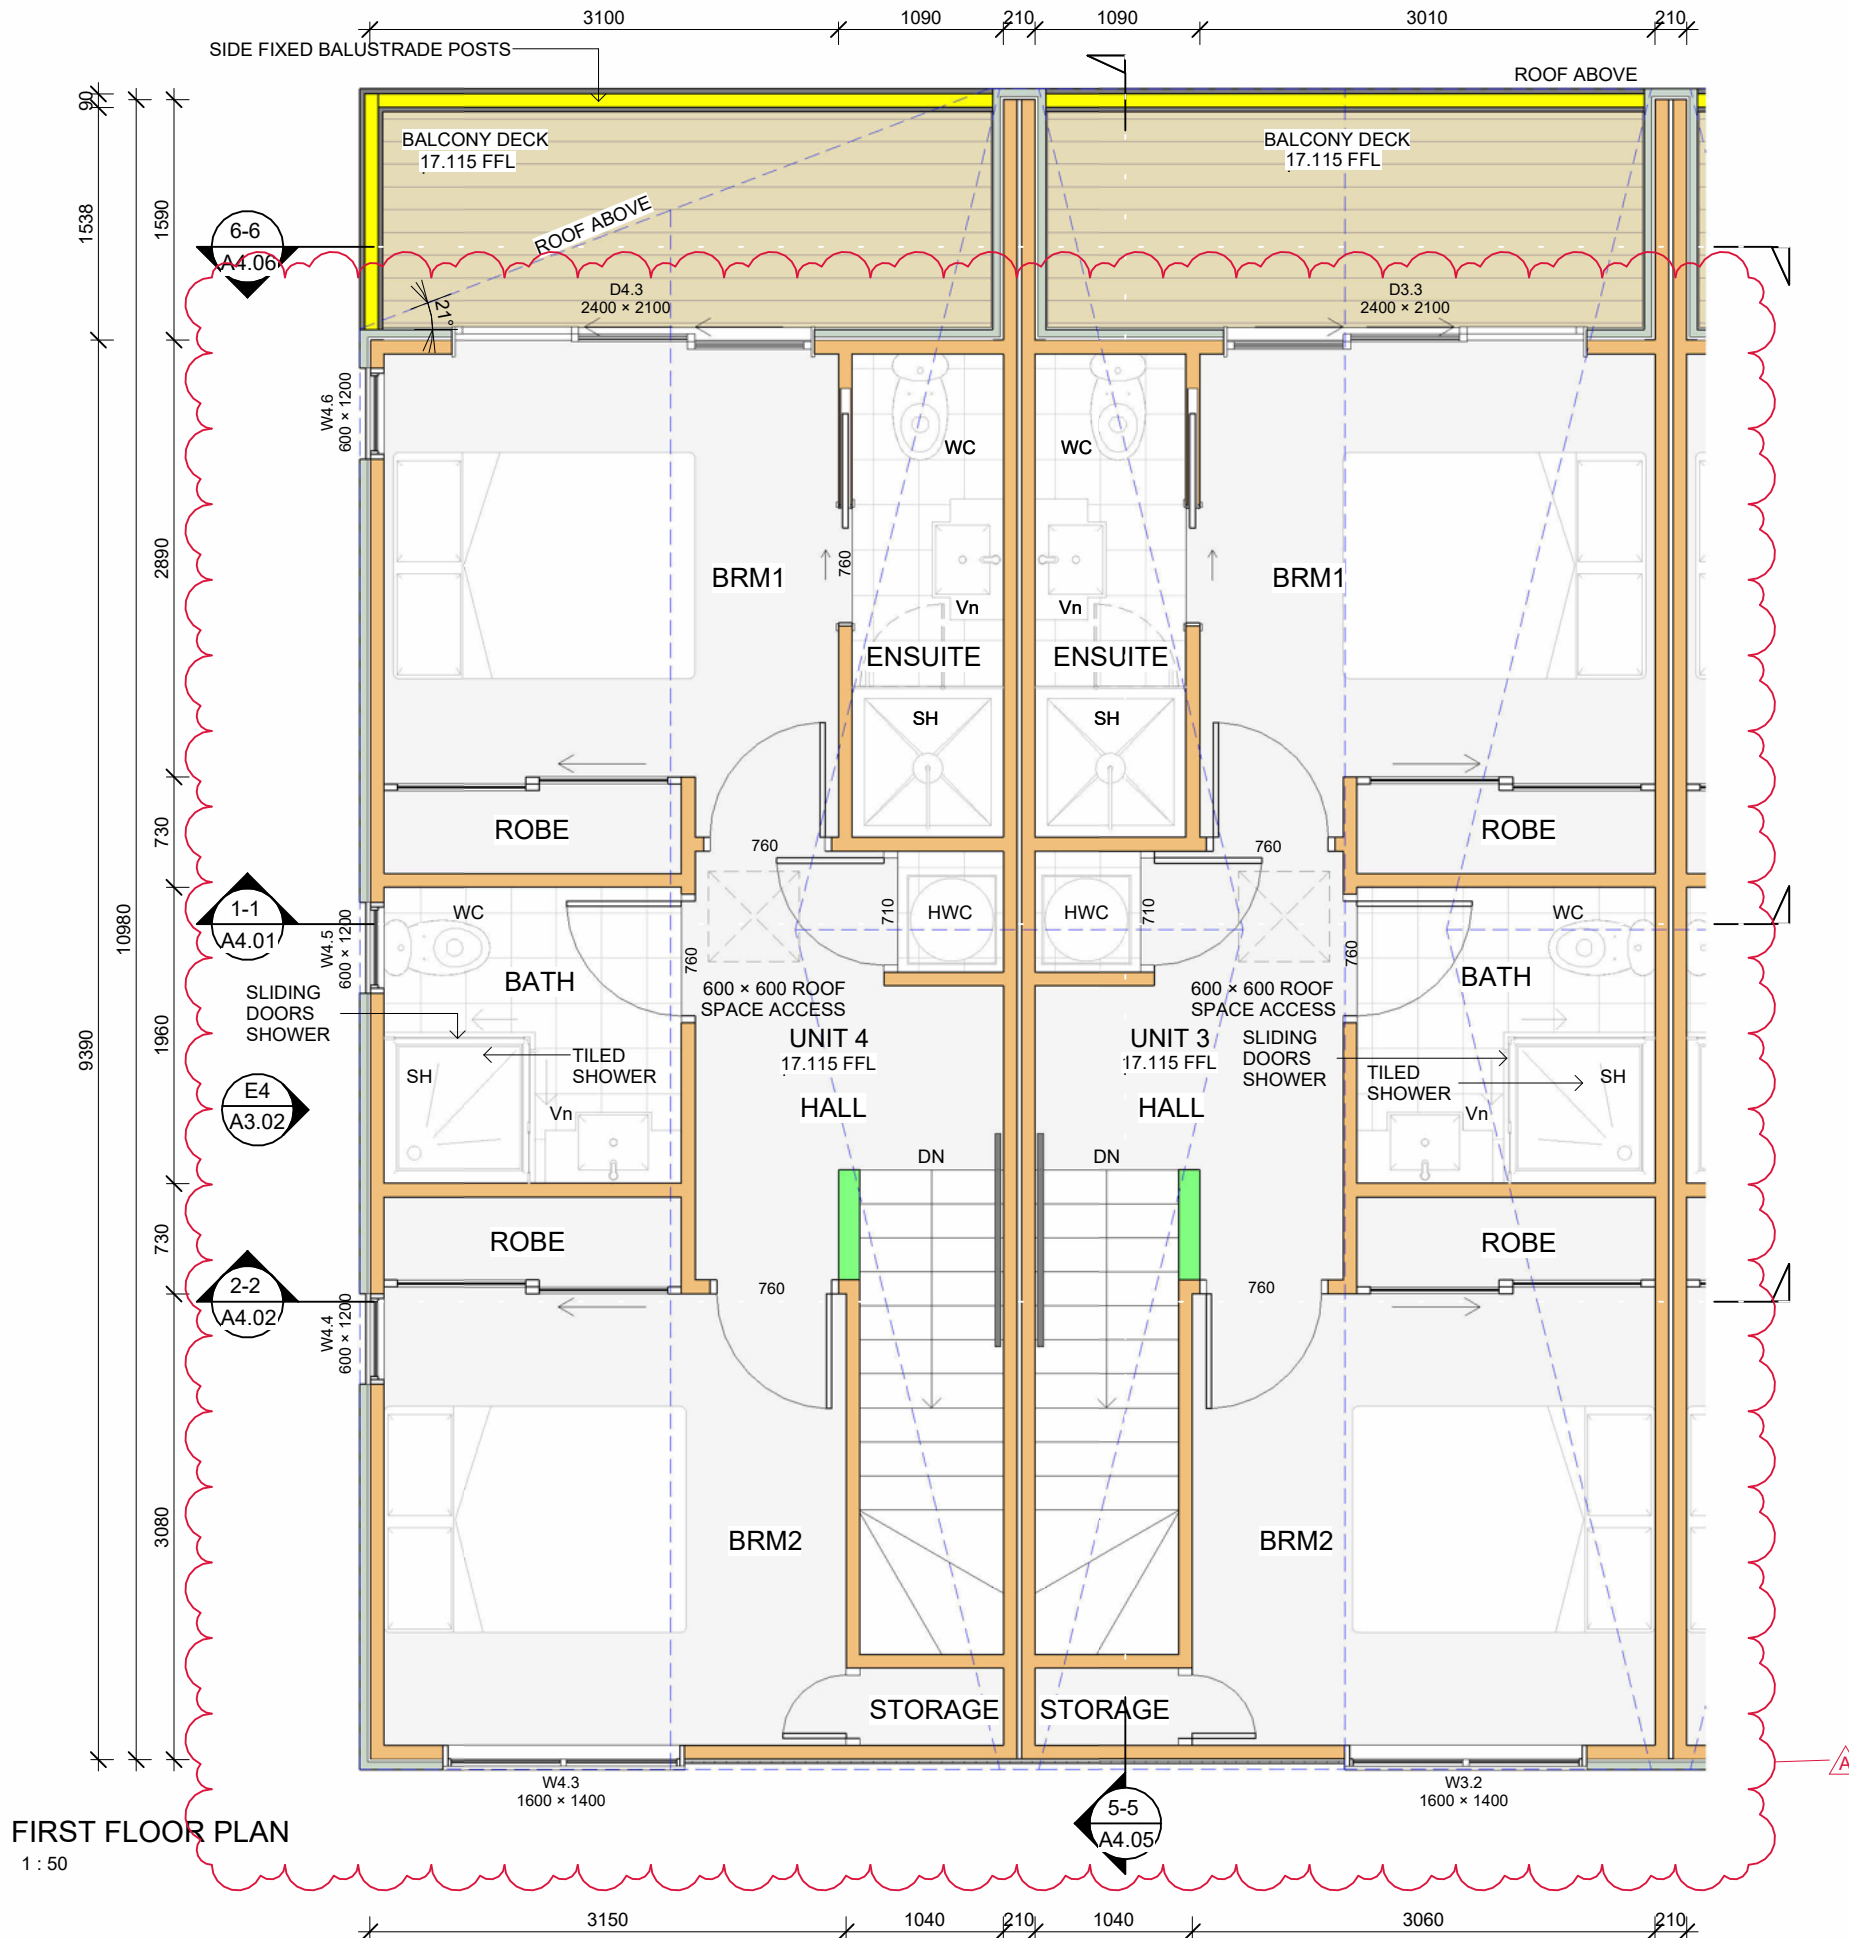 3100
1090
210
1090
3010
210
SIDE FIXED BALUSTRADE POSTS
ROOF ABOVE
90
1538
1590
BALCONY DECK
17.115 FFL
BALCONY DECK
17.115 FFL
ROOF ABOVE
6-6
A4.06
21°
D4.3
2400 × 2100
D3.3
2400 × 2100
W4.6
600 × 1200
WC
WC
2890
BRM1
760
BRM1
Vn
Vn
ENSUITE
ENSUITE
SH
SH
730
ROBE
ROBE
760
760
10980
1-1
A4.01
W4.5
600 × 1200
WC
710
HWC
HWC
710
WC
760
760
BATH
BATH
SLIDING
DOORS
SHOWER
600 × 600 ROOF
SPACE ACCESS
600 × 600 ROOF
SPACE ACCESS
9390
1960
UNIT 4
17.115 FFL
UNIT 3
17.115 FFL
SLIDING
DOORS
SHOWER
TILED
SHOWER
TILED
SHOWER
SH
SH
E4
A3.02
Vn
Vn
HALL
HALL
DN
DN
730
ROBE
ROBE
2-2
A4.02
W4.4
600 × 1200
760
760
3080
BRM2
BRM2
STORAGE
STORAGE
W4.3
1600 × 1400
W3.2
1600 × 1400
A
5-5
A4.05
FIRST FLOOR PLAN
1 : 50
3150
1040
210
1040
3060
210